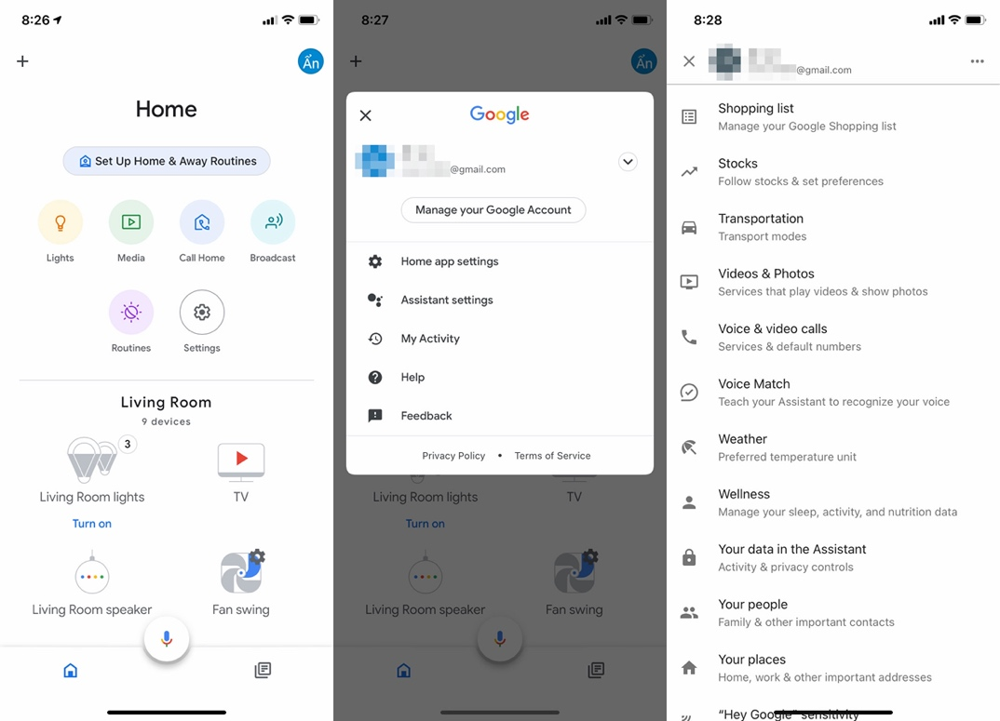 8:26
Ẩn
Home
Set Up Home & Away Routines
Lights
Media
Call Home
Broadcast
Routines
Settings
Living Room
9 devices
3
Living Room lights
TV
Turn on
Living Room speaker
Fan swing
8:27
Ẩn
Google
@gmail.com
Manage your Google Account
Home app settings
Assistant settings
My Activity
Help
Feedback
Privacy Policy • Terms of Service
Living Room lights
TV
Turn on
Living Room speaker
Fan swing
8:28
@gmail.com
Shopping list
Manage your Google Shopping list
Stocks
Follow stocks & set preferences
Transportation
Transport modes
Videos & Photos
Services that play videos & show photos
Voice & video calls
Services & default numbers
Voice Match
Teach your Assistant to recognize your voice
Weather
Preferred temperature unit
Wellness
Manage your sleep, activity, and nutrition data
Your data in the Assistant
Activity & privacy controls
Your people
Family & other important contacts
Your places
Home, work & other important addresses
"Hey Google" sensitivity